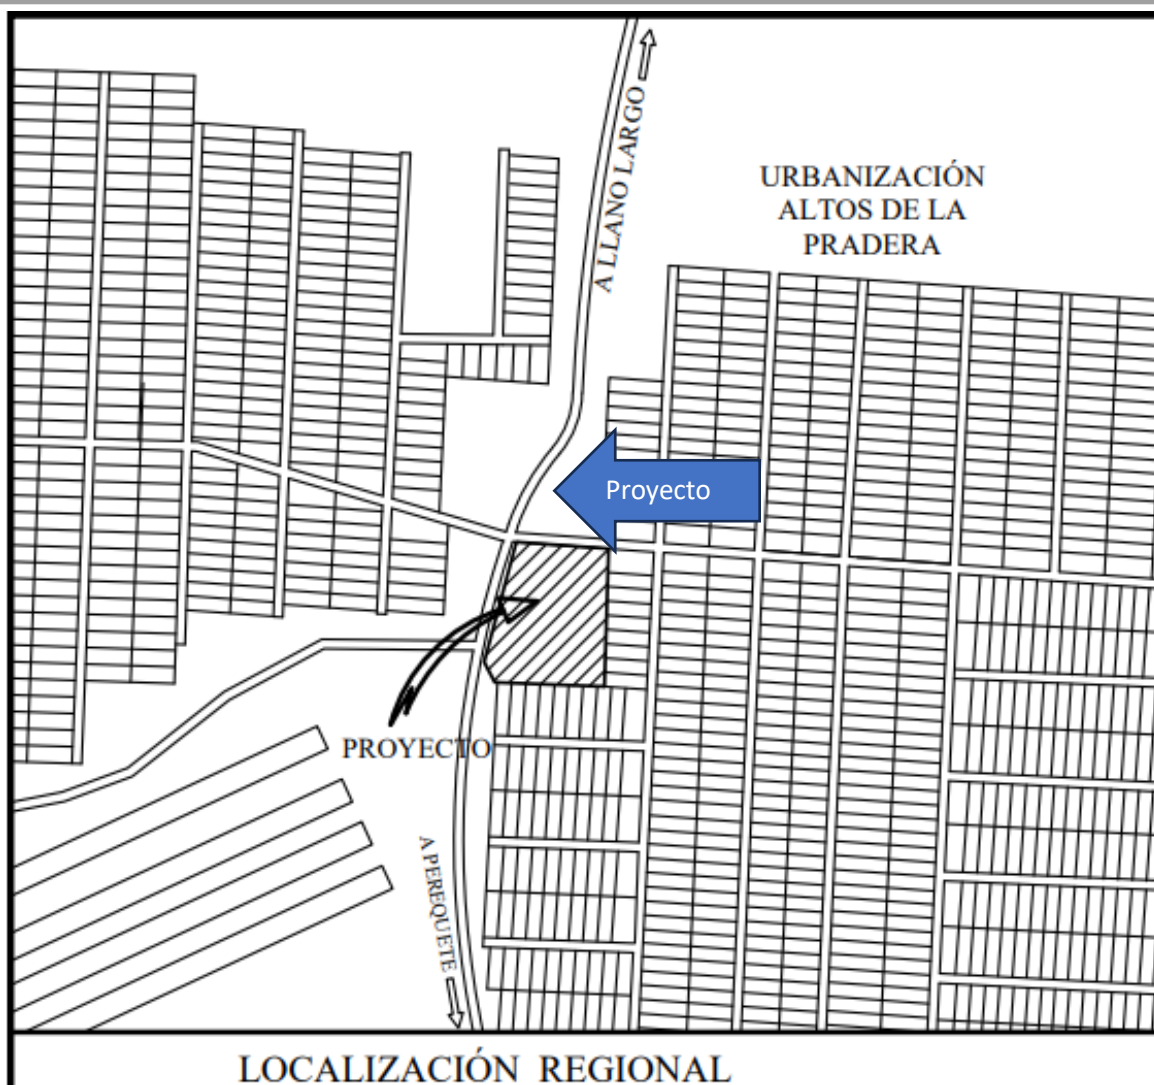 A LLANO LARGO
URBANIZACIÓN
ALTOS DE LA
PRADERA
Proyecto
PROYECTO
A PEREQUETE
LOCALIZACIÓN REGIONAL